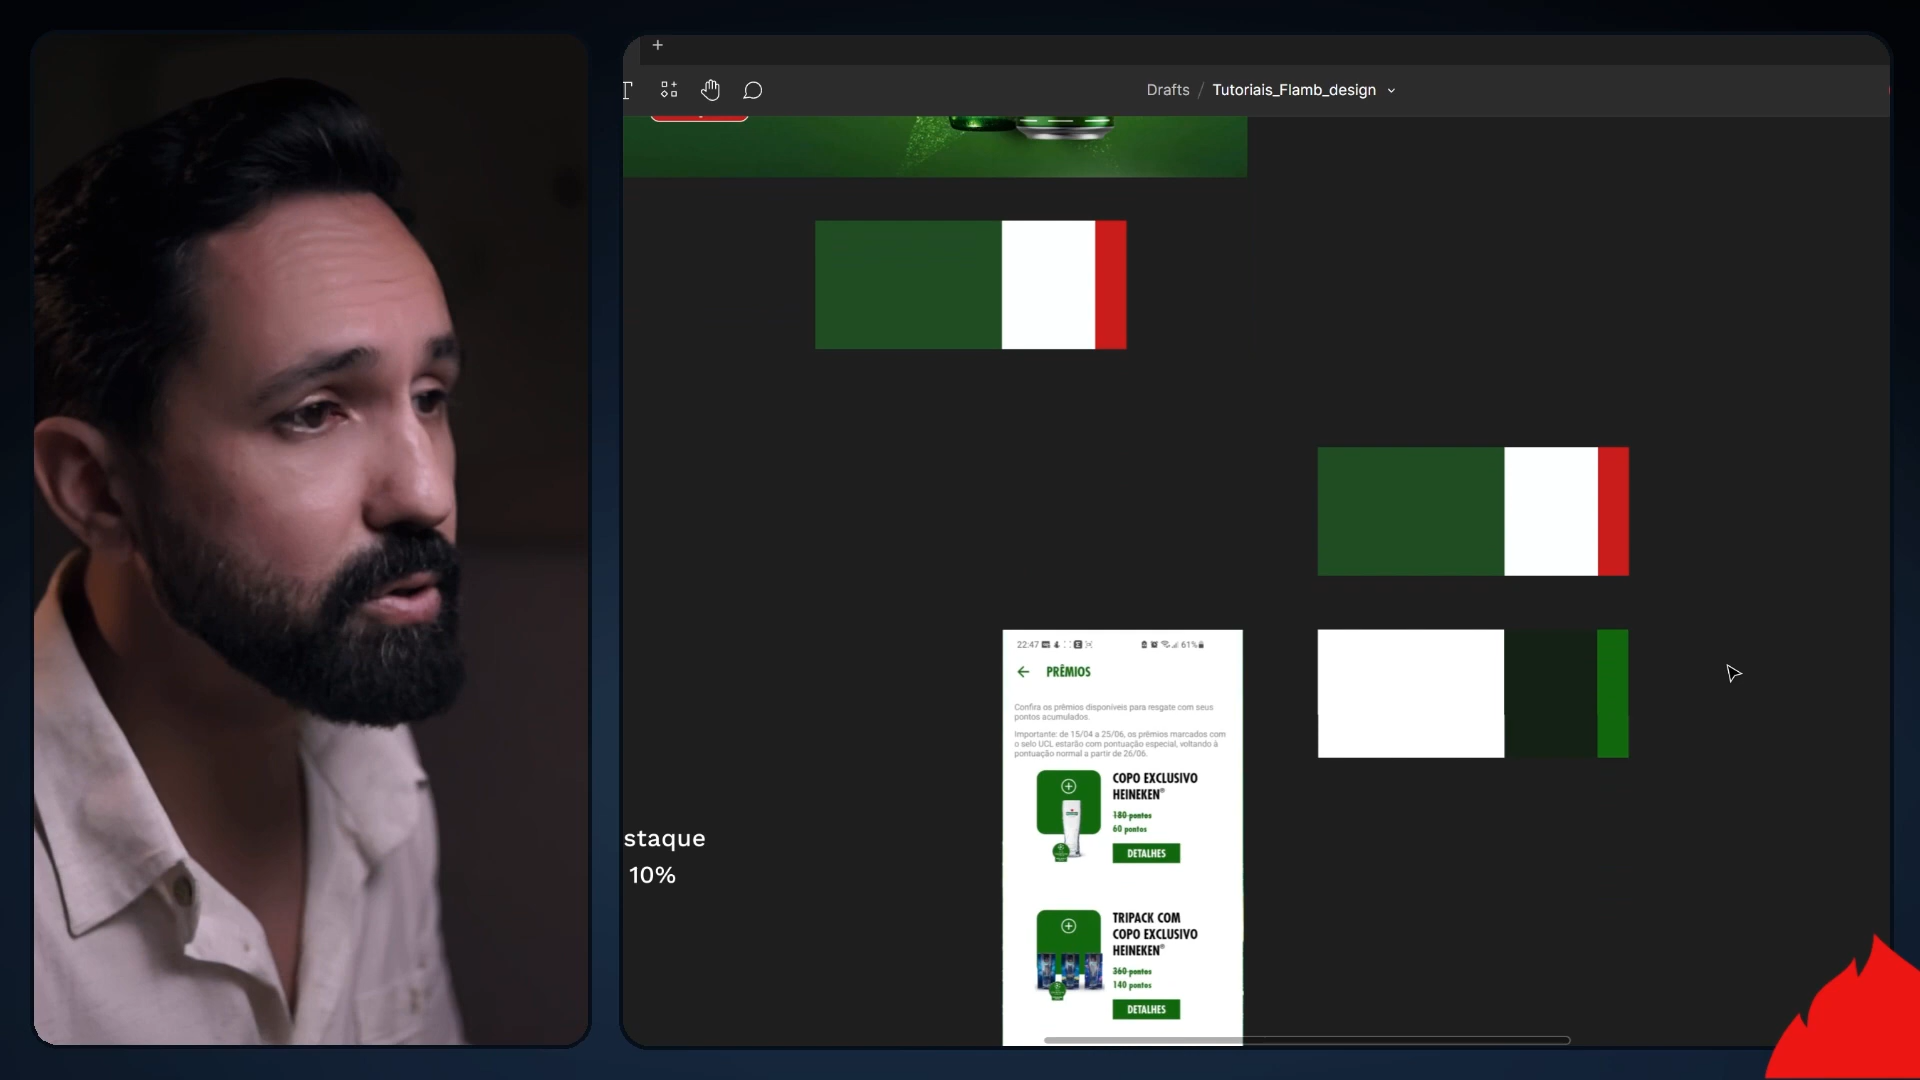 Drafts / Tutoriais_Flamb_design
22:47
61%
PRÊMIOS
Confira os prêmios disponíveis para resgate com seus
pontos acumulados.
Importante: de 15/04 a 25/06, os prêmios marcados com
o selo UCL estarão com pontuação especial, voltando à
pontuação normal a partir de 26/06.
COPO EXCLUSIVO
HEINEKEN®
180 pontos
60 pontos
DETALHES
TRIPACK COM
COPO EXCLUSIVO
HEINEKEN®
360 pontos
140 pontos
DETALHES
staque
10%